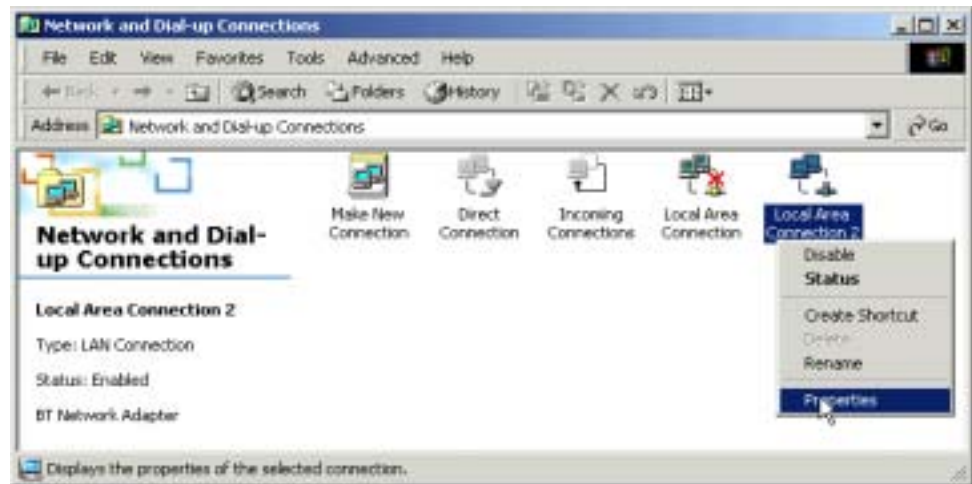 Network and Dial-up Connections
File Edit View Favorites Tools Advanced Help
Back Search Folders History
Address Network and Dial-up Connections Go
Network and Dial-
up Connections
Local Area Connection 2
Type: LAN Connection
Status: Enabled
BT Network Adapter
Make New
Connection
Direct
Connection
Incoming
Connections
Local Area
Connection
Local Area
Connection 2
Disable
Status
Create Shortcut
Delete
Rename
Properties
Displays the properties of the selected connection.